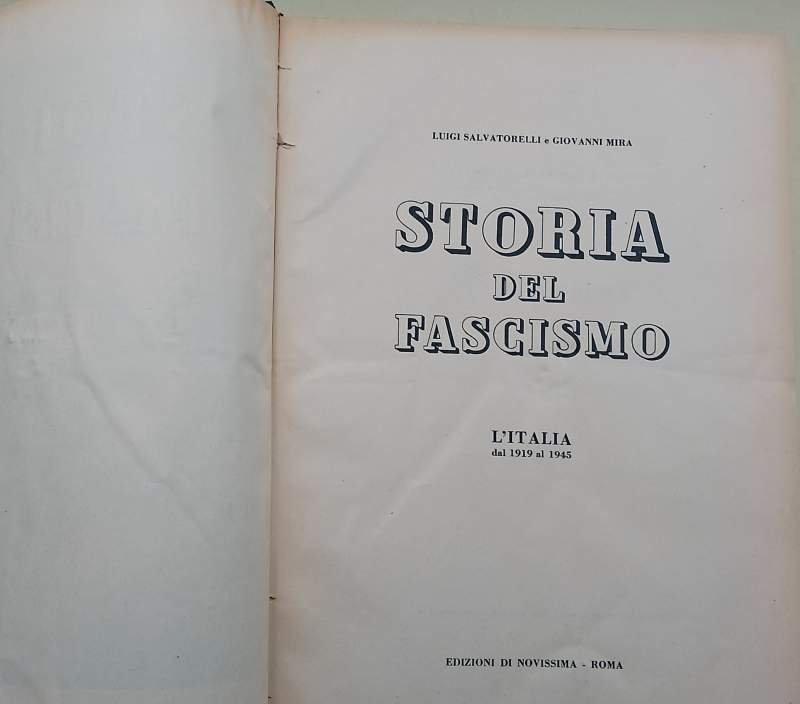 LUIGI SALVATORELLI e GIOVANNI MIRA
STORIA
DEL
FASCISMO
L'ITALIA
dal 1919 al 1945
EDIZIONI DI NOVISSIMA - ROMA